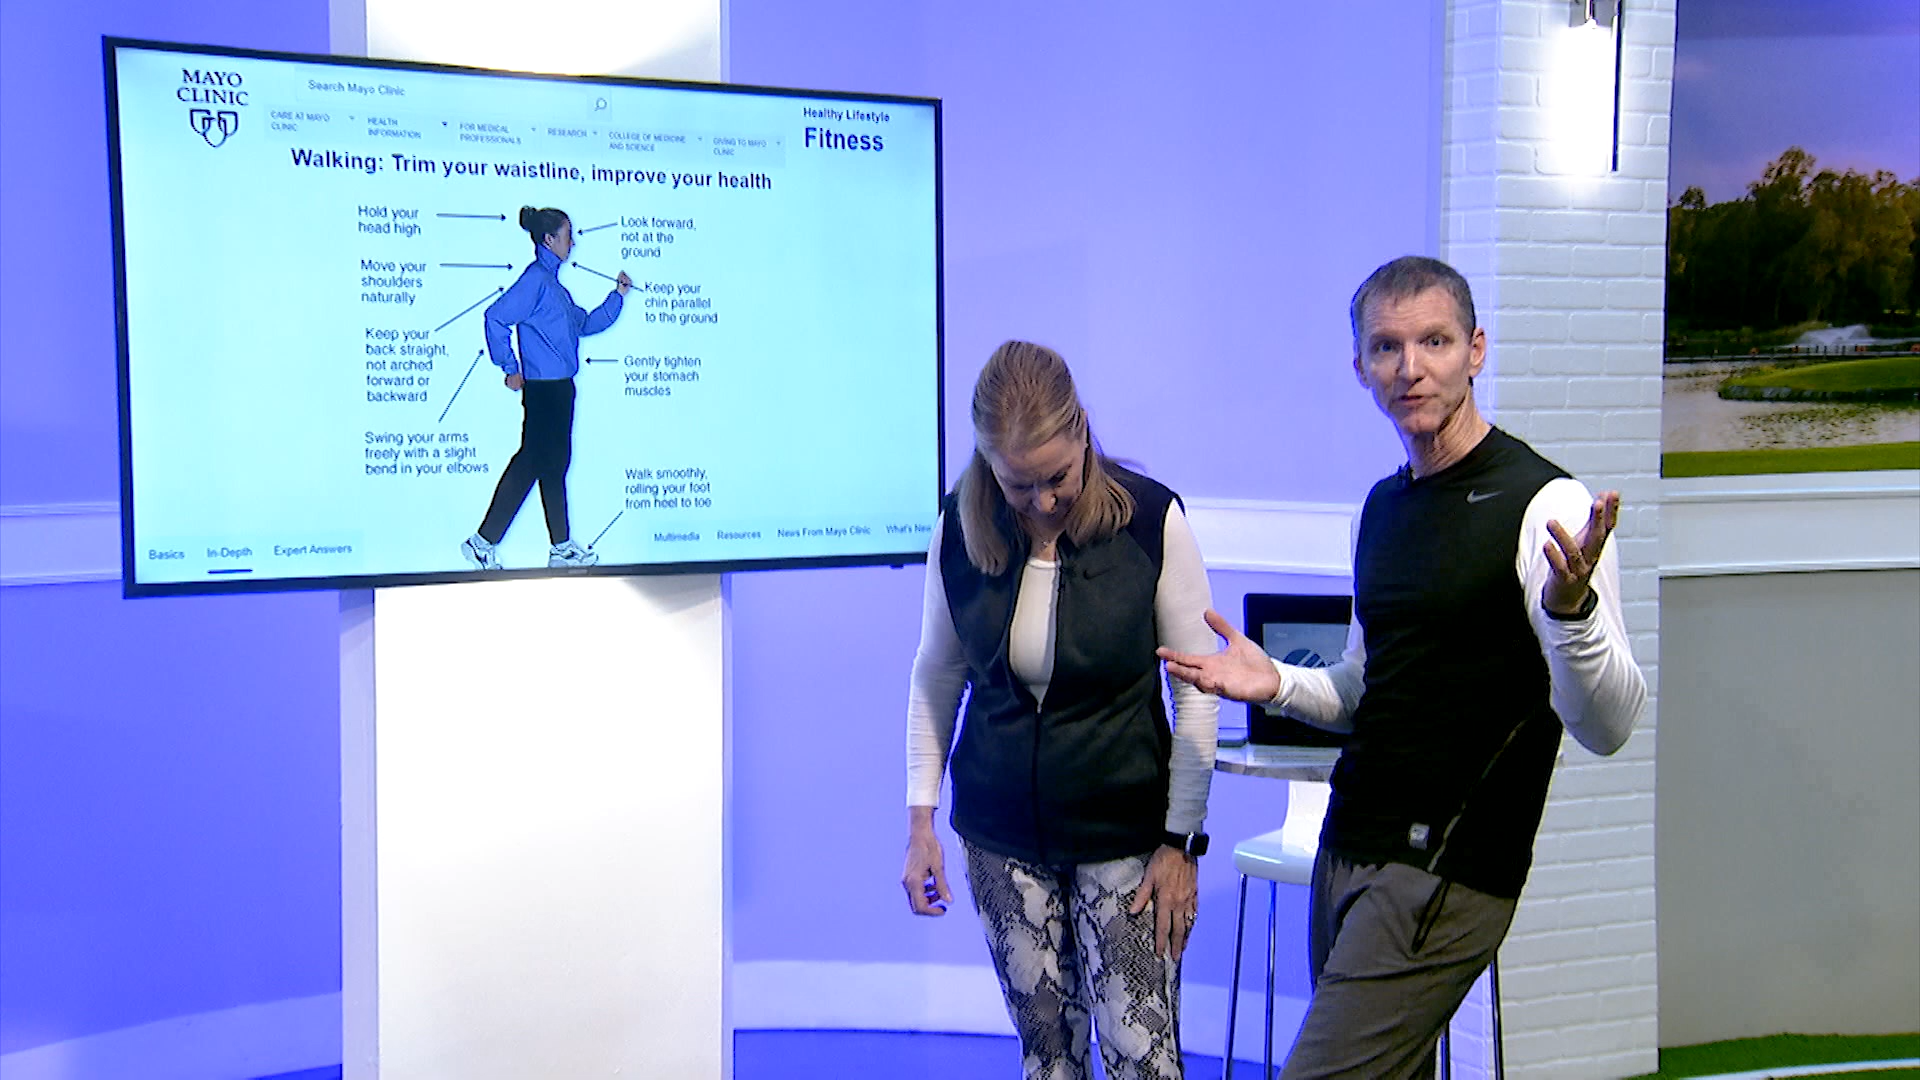 MAYO
CLINIC
Search Mayo Clinic
CARE AT MAYO
CLINIC
HEALTH
INFORMATION
FOR MEDICAL
PROFESSIONALS
RESEARCH
COLLEGE OF MEDICINE
AND SCIENCE
GIVING TO MAYO
CLINIC
Healthy Lifestyle
Fitness
Walking: Trim your waistline, improve your health
Hold your
head high
Look forward,
not at the
ground
Move your
shoulders
naturally
Keep your
chin parallel
to the ground
Keep your
back straight,
not arched
forward or
backward
Gently tighten
your stomach
muscles
Swing your arms
freely with a slight
bend in your elbows
Walk smoothly,
rolling your foot
from heel to toe
Basics
In-Depth
Expert Answers
Multimedia
Resources
News From Mayo Clinic
What's New